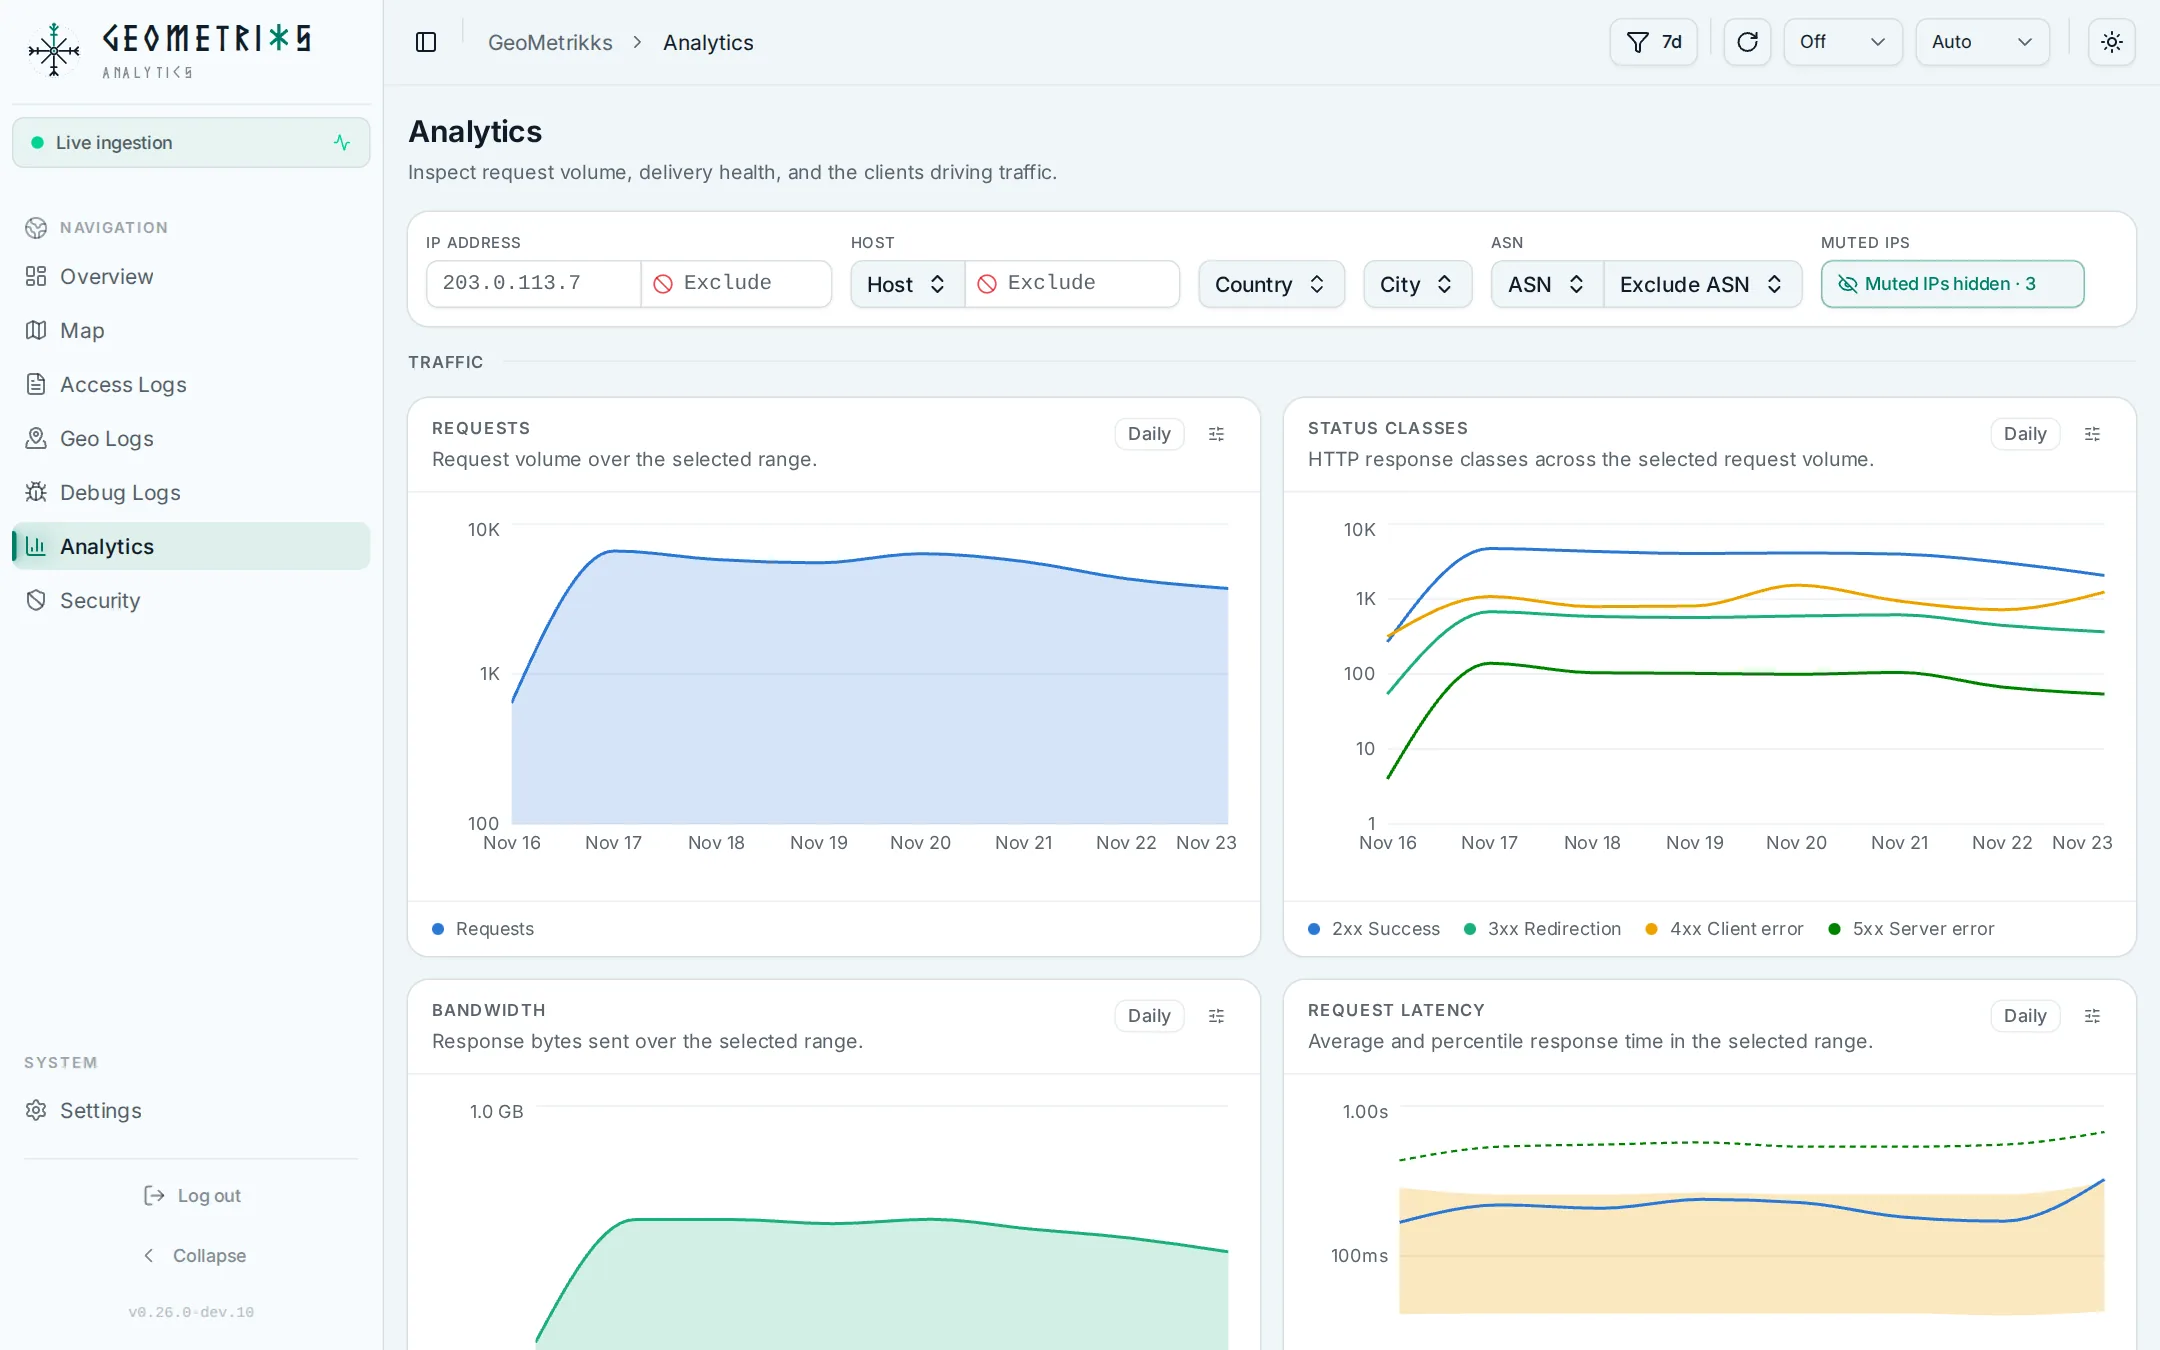 GEOMETRIKS
ANALYTICS
Live ingestion
NAVIGATION
Overview
Map
Access Logs
Geo Logs
Debug Logs
Analytics
Security
SYSTEM
Settings
Log out
Collapse
v0.26.0-dev.10
GeoMetrikks > Analytics
7d
Off
Auto
Analytics
Inspect request volume, delivery health, and the clients driving traffic.
IP ADDRESS
203.0.113.7
Exclude
HOST
Host
Exclude
Country
City
ASN
ASN
Exclude ASN
MUTED IPS
Muted IPs hidden · 3
TRAFFIC
REQUESTS
Request volume over the selected range.
Daily
10K
1K
100
Nov 16 Nov 17 Nov 18 Nov 19 Nov 20 Nov 21 Nov 22 Nov 23
Requests
STATUS CLASSES
HTTP response classes across the selected request volume.
Daily
10K
1K
100
10
1
Nov 16 Nov 17 Nov 18 Nov 19 Nov 20 Nov 21 Nov 22 Nov 23
2xx Success 3xx Redirection 4xx Client error 5xx Server error
BANDWIDTH
Response bytes sent over the selected range.
Daily
1.0 GB
REQUEST LATENCY
Average and percentile response time in the selected range.
Daily
1.00s
100ms